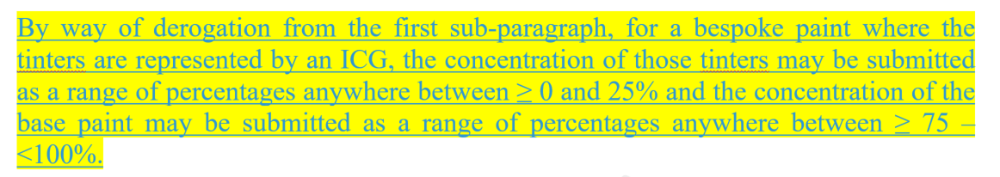 By way of derogation from the first sub-paragraph, for a bespoke paint where the
tinters are represented by an ICG, the concentration of those tinters may be submitted
as a range of percentages anywhere between ≥ 0 and 25% and the concentration of the
base paint may be submitted as a range of percentages anywhere between ≥ 75 –
<100%.